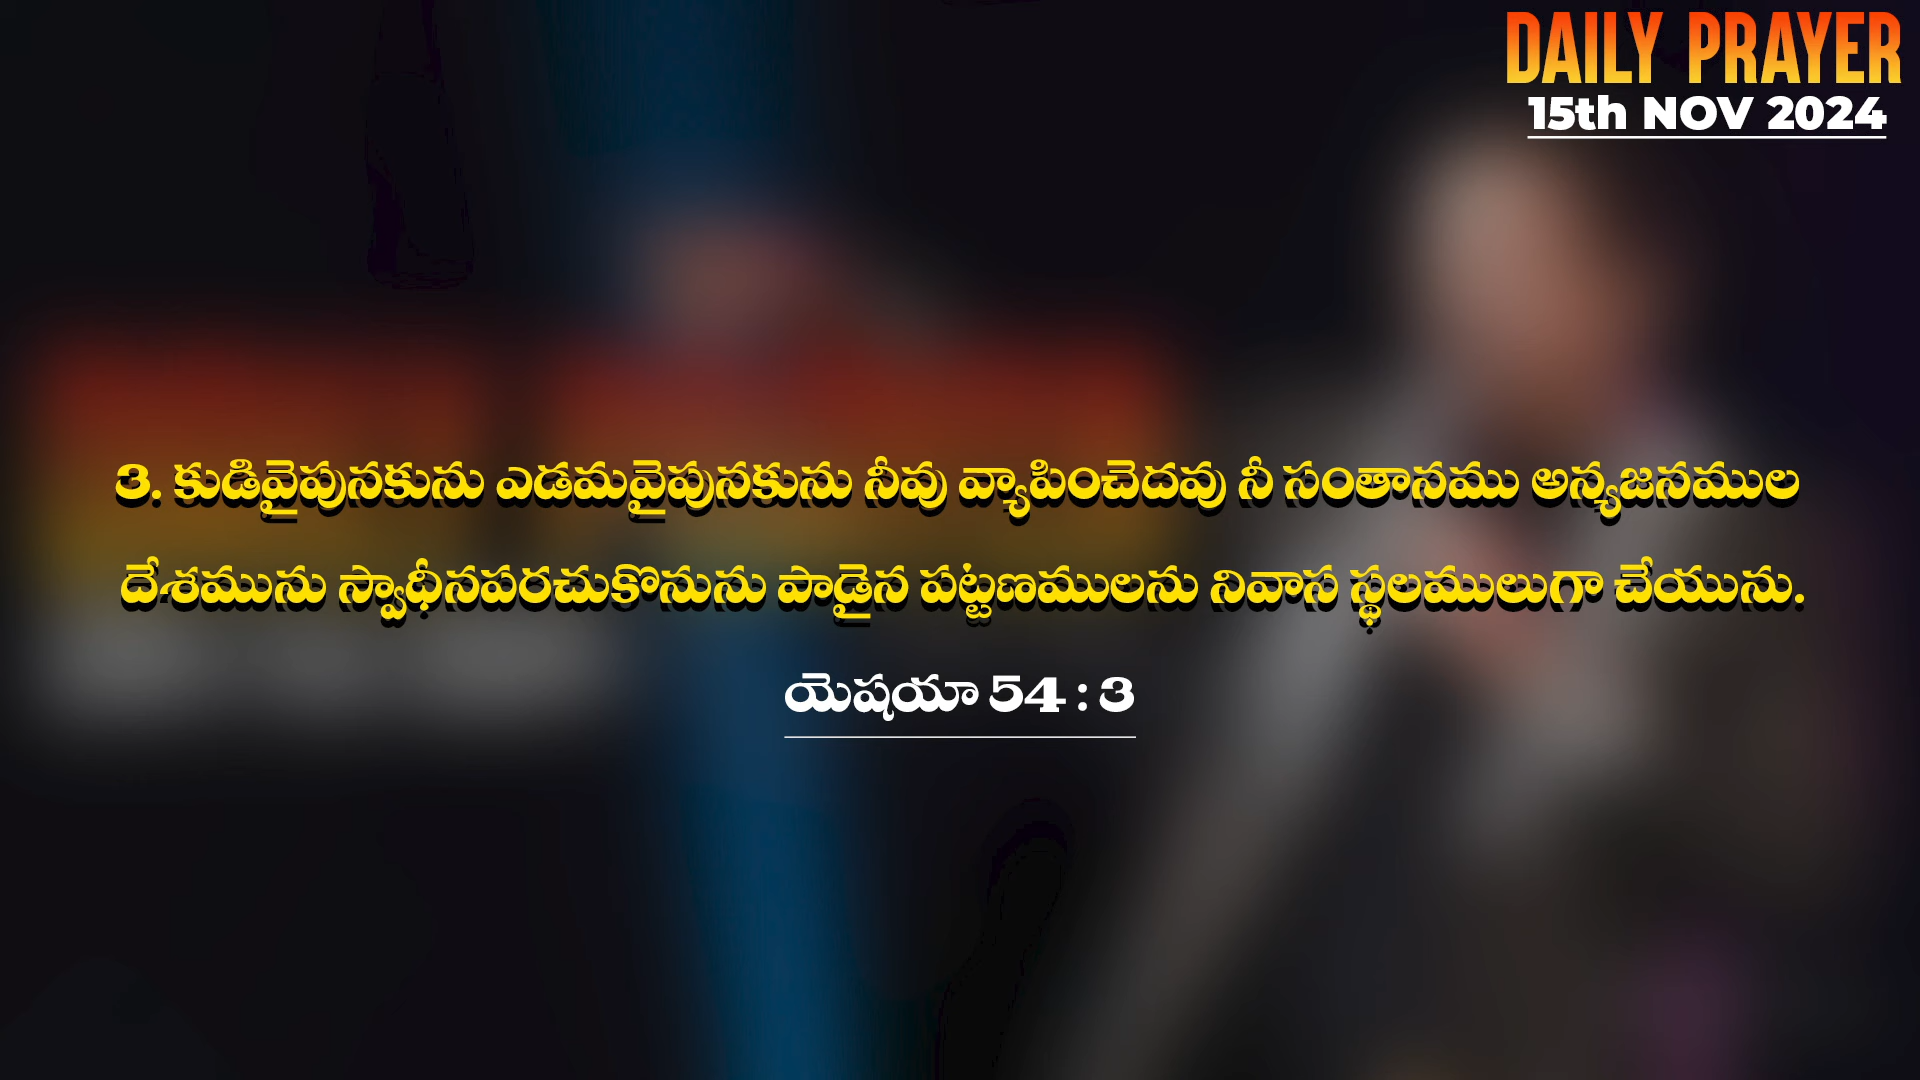 DAILY PRAYER
15th NOV 2024
3. కుడివైపునకును ఎడమవైపునకును నీవు వ్యాపించెదవు నీ సంతానము అన్యజనముల
దేశమును స్వాధీనపరచుకొనును పాడైన పట్టణములను నివాస స్థలములుగా చేయును.
యెషయా 54 : 3